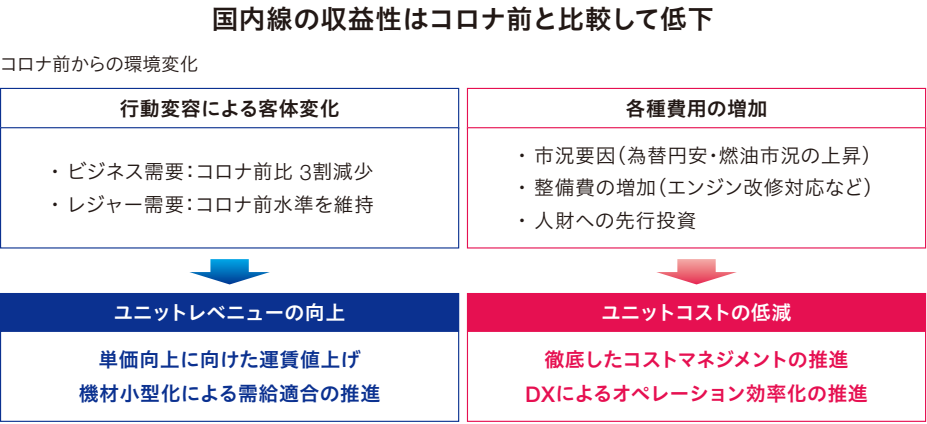 国内線の収益性はコロナ前と比較して低下
コロナ前からの環境変化
行動変容による客体変化
・ビジネス需要：コロナ前比 3割減少
・レジャー需要：コロナ前水準を維持
各種費用の増加
・市況要因（為替円安・燃油市況の上昇）
・整備費の増加（エンジン改修対応など）
・人財への先行投資
ユニットレベニューの向上
単価向上に向けた運賃値上げ
機材小型化による需給適合の推進
ユニットコストの低減
徹底したコストマネジメントの推進
DXによるオペレーション効率化の推進